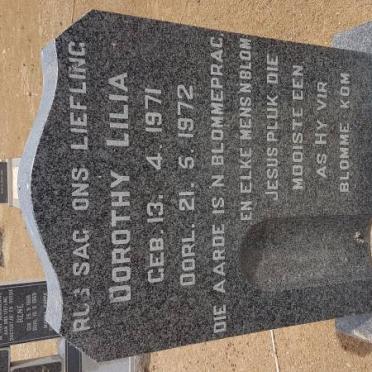 RUS SAG ONS LIEFLING
DOROTHY LILIA
GEB. 13. 4. 1971
OORL. 21. 5. 1972
DIE AARDE IS N BLOMMEPRAG,
EN ELKE MENS N BLOM.
JESUS PLUK DIE
MOOISTE EEN
AS HY VIR
BLOMME KOM
RENE